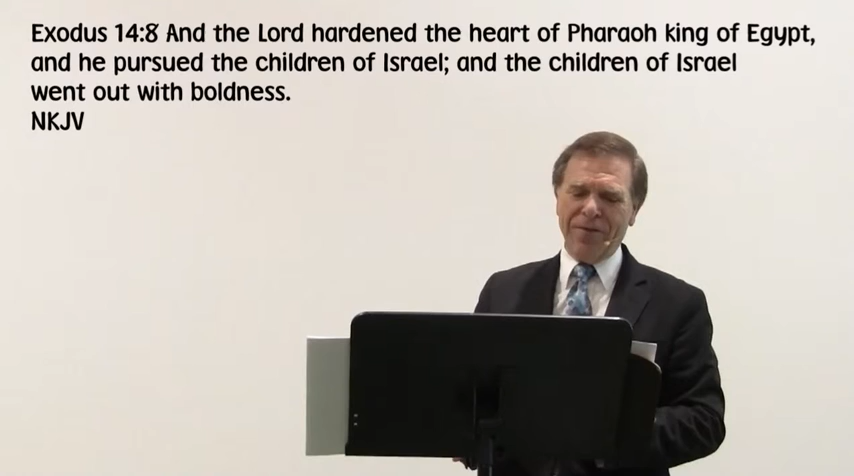 Exodus 14:8 And the Lord hardened the heart of Pharaoh king of Egypt,
and he pursued the children of Israel; and the children of Israel
went out with boldness.
NKJV